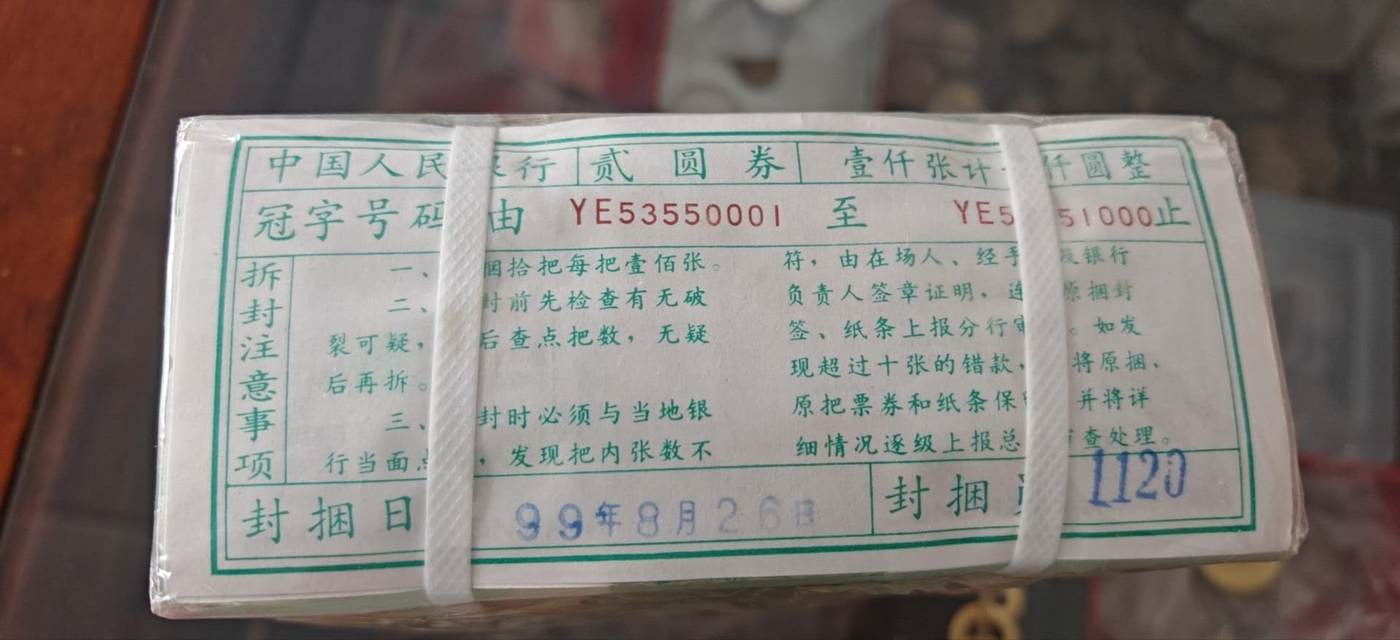 中国人民 行 贰圆券 壹仟张计 仟圆整
冠字号码 由 YE53550001 至 YE5 51000 止
拆封注意事项
一、 捆拾把每把壹佰张。
二、 封前先检查有无破
裂可疑, 后查点把数,无疑
后再拆。
三、 封时必须与当地银
行当面点 ,发现把内张数不
符,由在场人、经手 及银行
负责人签章证明,连 原捆封
签、纸条上报分行审 。如发
现超过十张的错款, 将原捆、
原把票券和纸条保 并将详
细情况逐级上报总 查处理。
封捆日 99年8月26日
封捆员 1120